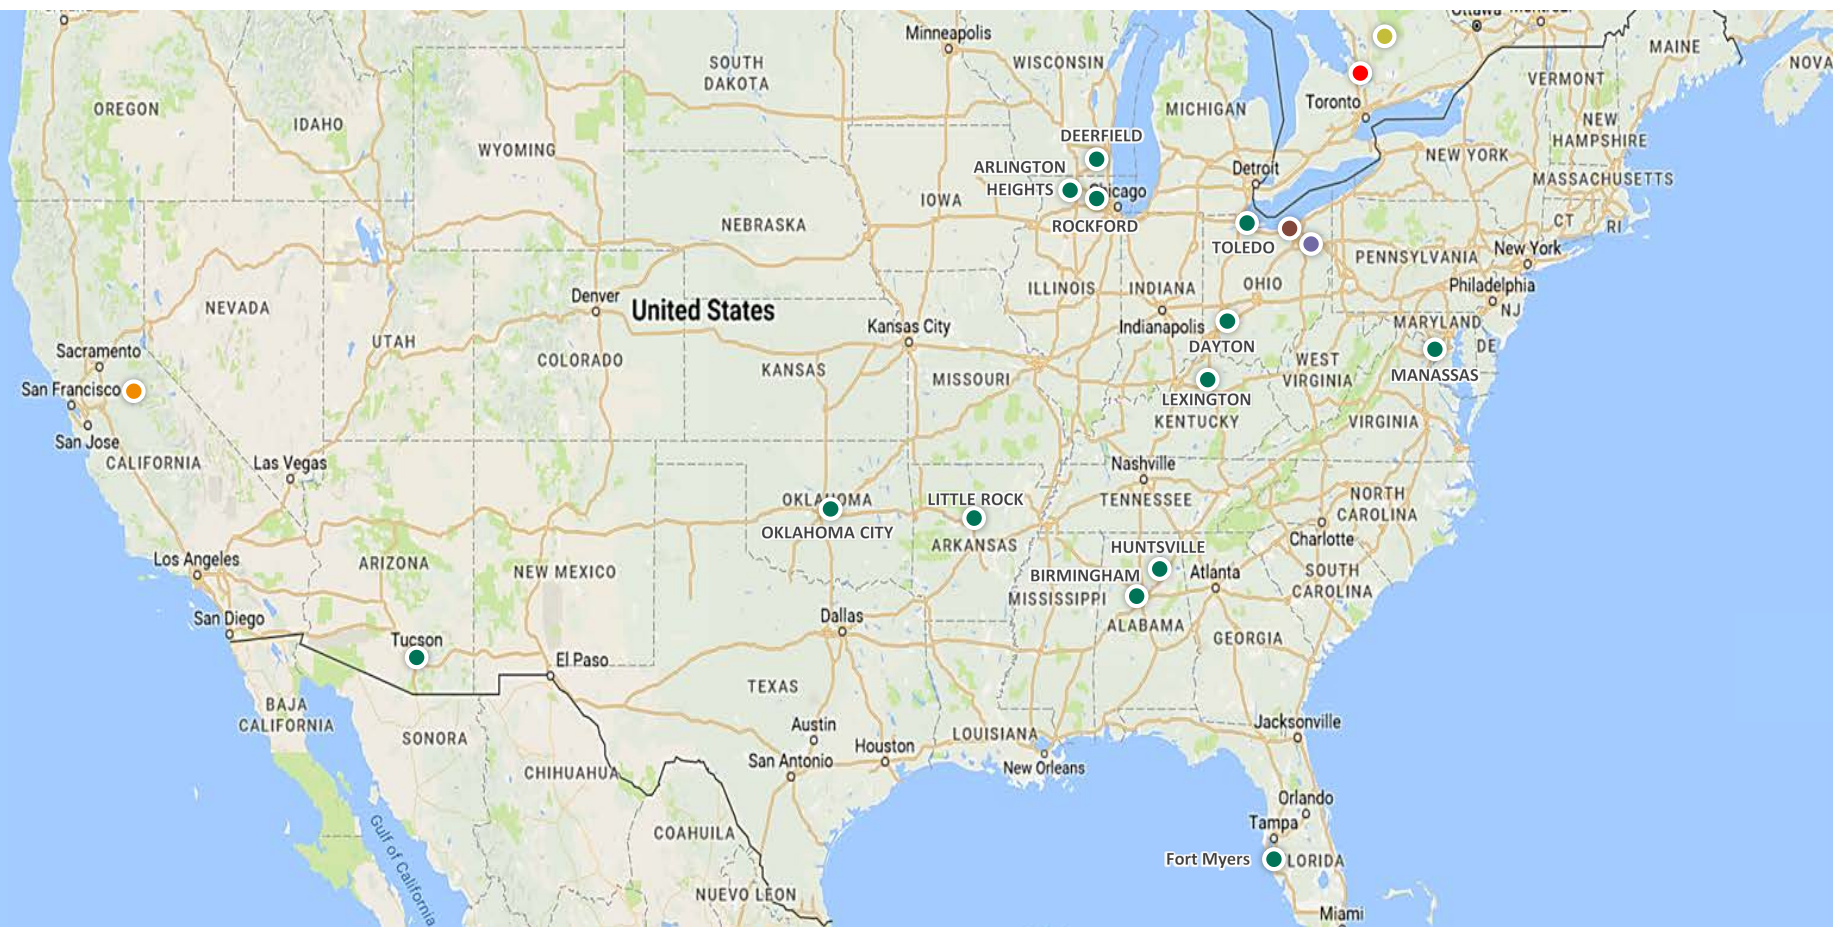 Ottawa
Minneapolis
MAINE
SOUTH
DAKOTA
WISCONSIN
NOVA
VERMONT
OREGON
IDAHO
MICHIGAN
Toronto
NEW
HAMPSHIRE
DEERFIELD
WYOMING
NEW YORK
ARLINGTON
HEIGHTS
Detroit
Chicago
MASSACHUSETTS
IOWA
CT
RI
NEBRASKA
ROCKFORD
TOLEDO
New York
PENNSYLVANIA
ILLINOIS
INDIANA
OHIO
Philadelphia
NJ
Denver
United States
NEVADA
Kansas City
Indianapolis
MARYLAND
UTAH
DAYTON
DE
Sacramento
COLORADO
KANSAS
MISSOURI
WEST
VIRGINIA
MANASSAS
San Francisco
LEXINGTON
KENTUCKY
VIRGINIA
San Jose
CALIFORNIA
Las Vegas
Nashville
OKLAHOMA
LITTLE ROCK
TENNESSEE
NORTH
CAROLINA
OKLAHOMA CITY
Charlotte
ARKANSAS
HUNTSVILLE
Los Angeles
ARIZONA
NEW MEXICO
BIRMINGHAM
Atlanta
SOUTH
CAROLINA
MISSISSIPPI
San Diego
Dallas
ALABAMA
GEORGIA
Tucson
El Paso
TEXAS
BAJA
CALIFORNIA
SONORA
Austin
Houston
LOUISIANA
Jacksonville
San Antonio
New Orleans
CHIHUAHUA
Orlando
Tampa
COAHUILA
Gulf of California
Fort Myers
LORIDA
NUEVO LEON
Miami